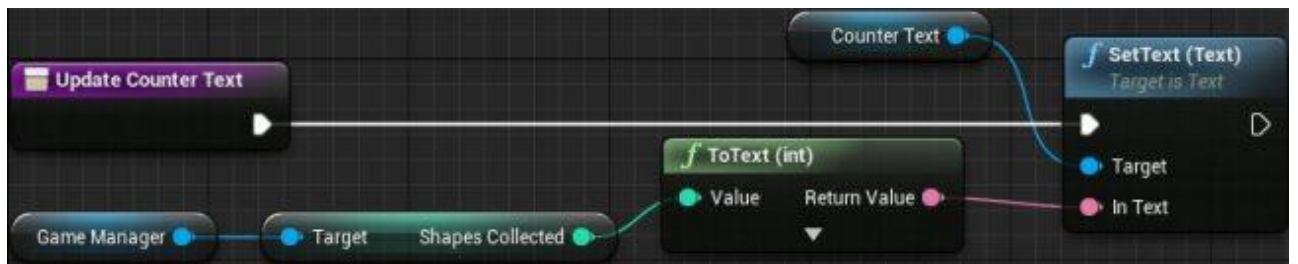 Counter Text
SetText (Text)
Target is Text
Update Counter Text
ToText (int)
Target
Value
Return Value
In Text
Game Manager
Target
Shapes Collected